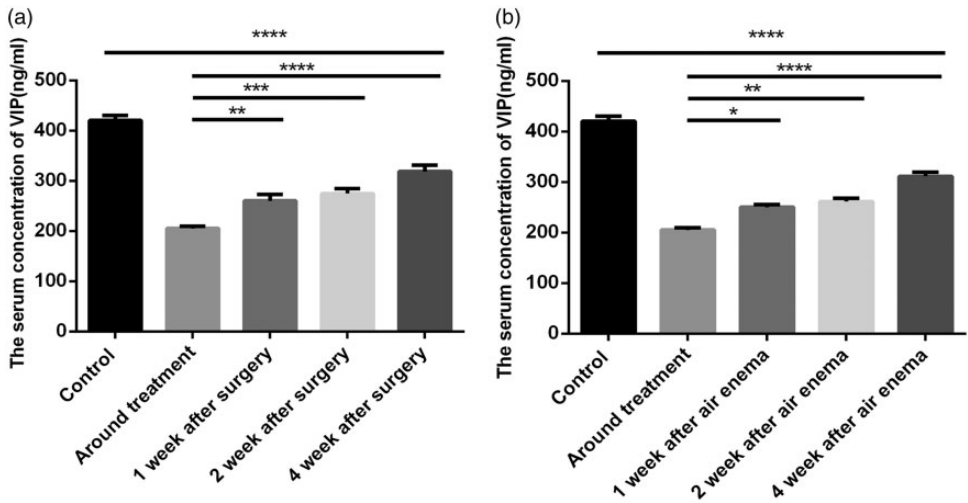 (a)
****
****
***
**
The serum concentration of VIP(ng/ml)
500
400
300
200
100
0
Control
Around treatment
1 week after surgery
2 week after surgery
4 week after surgery
(b)
****
****
**
*
The serum concentration of VIP(ng/ml)
500
400
300
200
100
0
Control
Around treatment
1 week after air enema
2 week after air enema
4 week after air enema